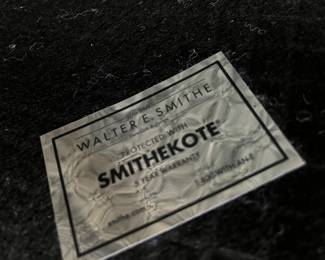 WALTER E. SMITHE
PROTECTED WITH
SMITHEKOTE®
5 YEAR WARRANTY